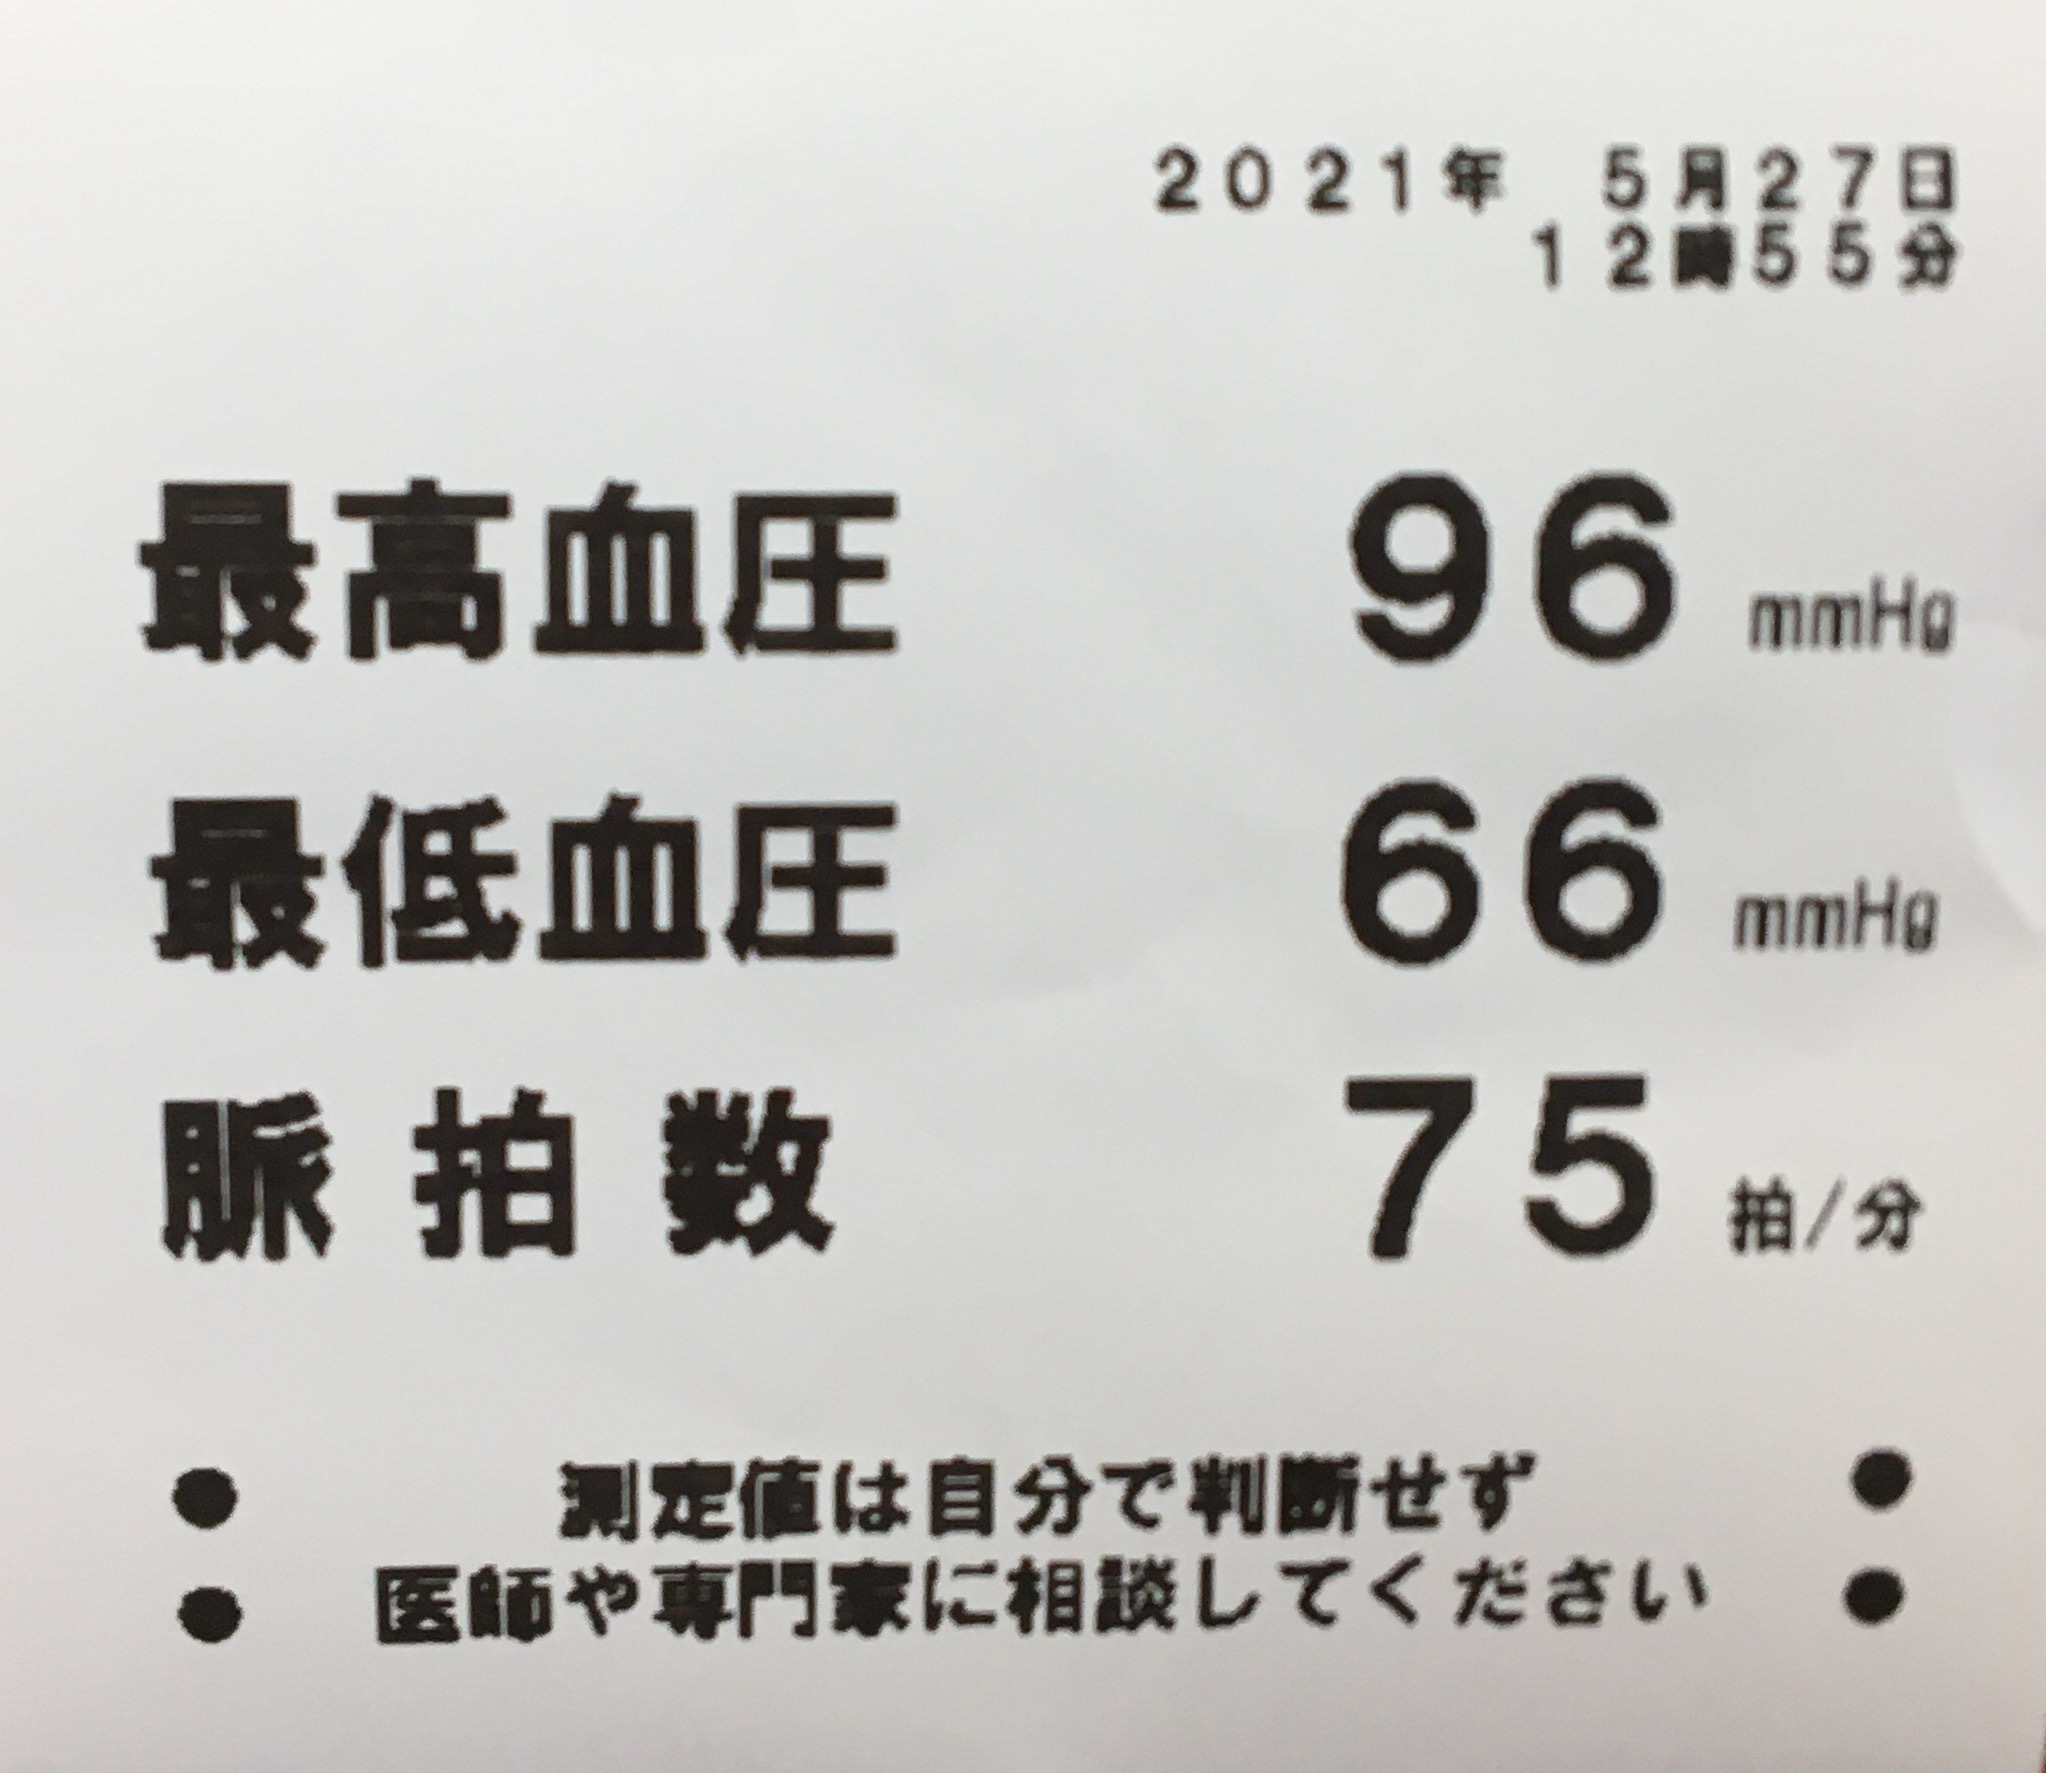 2021年 5月27日
12時55分
最高血圧 96 mmHg
最低血圧 66 mmHg
脈拍数 75 拍/分
● 測定値は自分で判断せず ●
● 医師や専門家に相談してください ●